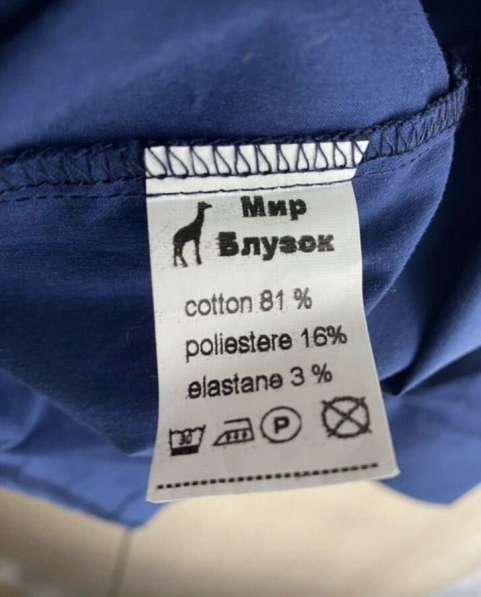 Мир
Блузок
cotton 81 %
poliestere 16%
elastane 3 %
30 P